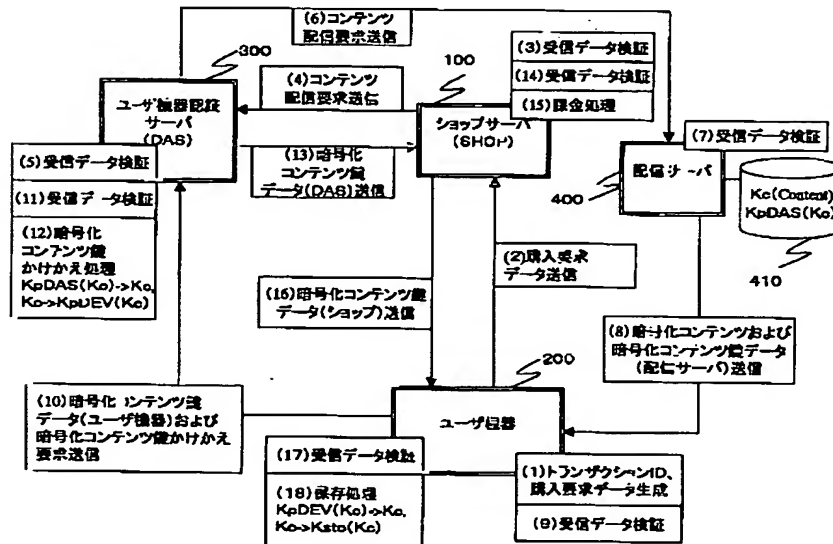 (6)コンテンツ
配信要求送信
300
100
(3)受信データ検証
(14)受信データ検証
(15)課金処理
(4)コンテンツ
配信要求送信
ユーザ機器認証
サーバ
(DAS)
ショップサーバ
(SHOP)
(7)受信データ検証
(5)受信データ検証
(11)受信データ検証
(12)暗号化
コンテンツ鍵
かけかえ処理
KpDAS(Kc)->Kc,
Kc->KpDEV(Kc)
(13)暗号化
コンテンツ鍵
データ(DAS)送信
400
配信サーバ
Kc(Content)
KpDAS(Kc)
410
(2)購入要求
データ送信
(16)暗号化コンテンツ鍵
データ(ショップ)送信
(8)暗号化コンテンツおよび
暗号化コンテンツ鍵データ
(配信サーバ)送信
200
(10)暗号化コンテンツ鍵
データ(ユーザ機器)および
暗号化コンテンツ鍵かけかえ
要求送信
ユーザ機器
(17)受信データ検証
(18)保存処理
KpDEV(Kc)->Kc,
Kc->Ksto(Kc)
(1)トランザクションID、
購入要求データ生成
(9)受信データ検証